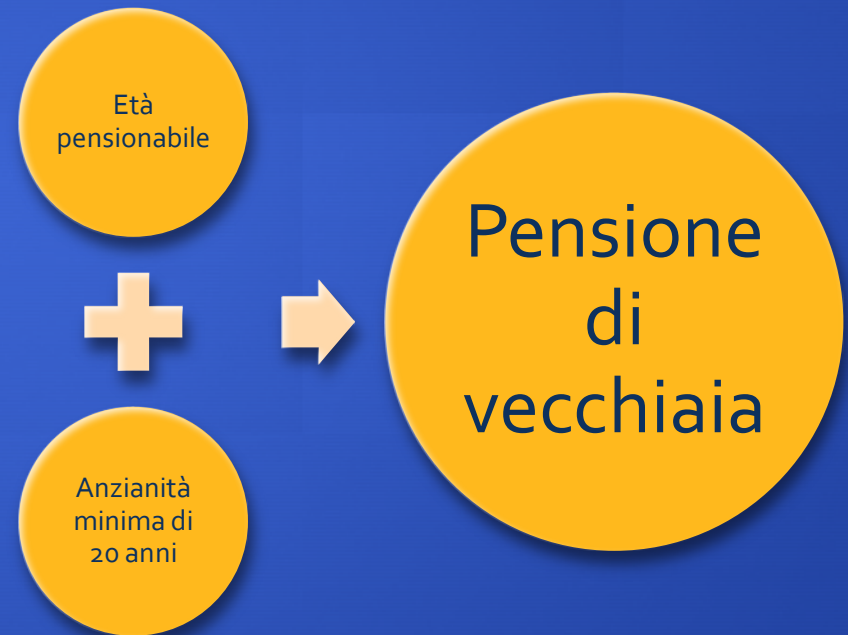 Età
pensionabile
Anzianità
minima di
20 anni
Pensione
di
vecchiaia